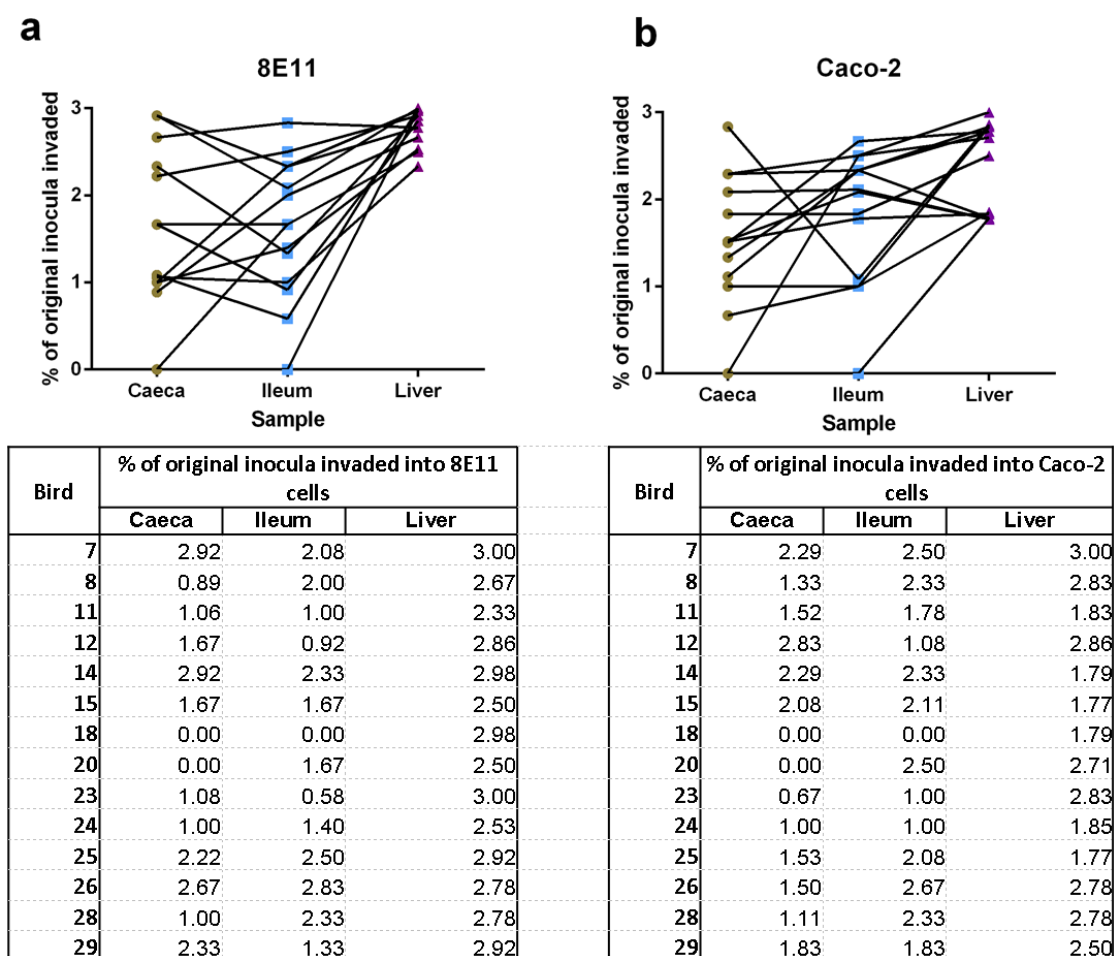 a
8E11
% of original inocula invaded
3
2
1
0
Caeca Ileum Liver
Sample
b
Caco-2
% of original inocula invaded
3
2
1
0
Caeca Ileum Liver
Sample
Bird % of original inocula invaded into 8E11
cells
Caeca Ileum Liver
7 2.92 2.08 3.00
8 0.89 2.00 2.67
11 1.06 1.00 2.33
12 1.67 0.92 2.86
14 2.92 2.33 2.98
15 1.67 1.67 2.50
18 0.00 0.00 2.98
20 0.00 1.67 2.50
23 1.08 0.58 3.00
24 1.00 1.40 2.53
25 2.22 2.50 2.92
26 2.67 2.83 2.78
28 1.00 2.33 2.78
29 2.33 1.33 2.92
Bird % of original inocula invaded into Caco-2
cells
Caeca Ileum Liver
7 2.29 2.50 3.00
8 1.33 2.33 2.83
11 1.52 1.78 1.83
12 2.83 1.08 2.86
14 2.29 2.33 1.79
15 2.08 2.11 1.77
18 0.00 0.00 1.79
20 0.00 2.50 2.71
23 0.67 1.00 2.83
24 1.00 1.00 1.85
25 1.53 2.08 1.77
26 1.50 2.67 2.78
28 1.11 2.33 2.78
29 1.83 1.83 2.50